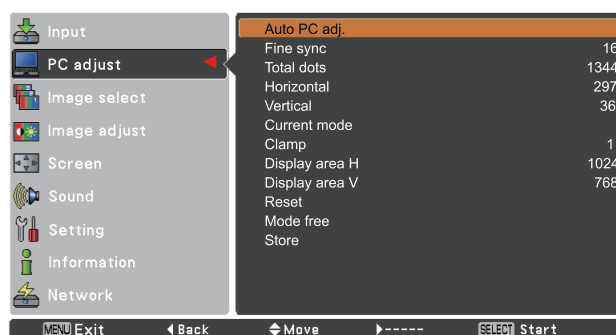 Input
PC adjust
Image select
Image adjust
Screen
Sound
Setting
Information
Network
Auto PC adj.
Fine sync 16
Total dots 1344
Horizontal 297
Vertical 36
Current mode
Clamp 1
Display area H 1024
Display area V 768
Reset
Mode free
Store
MENU Exit Back Move ----- SELECT Start